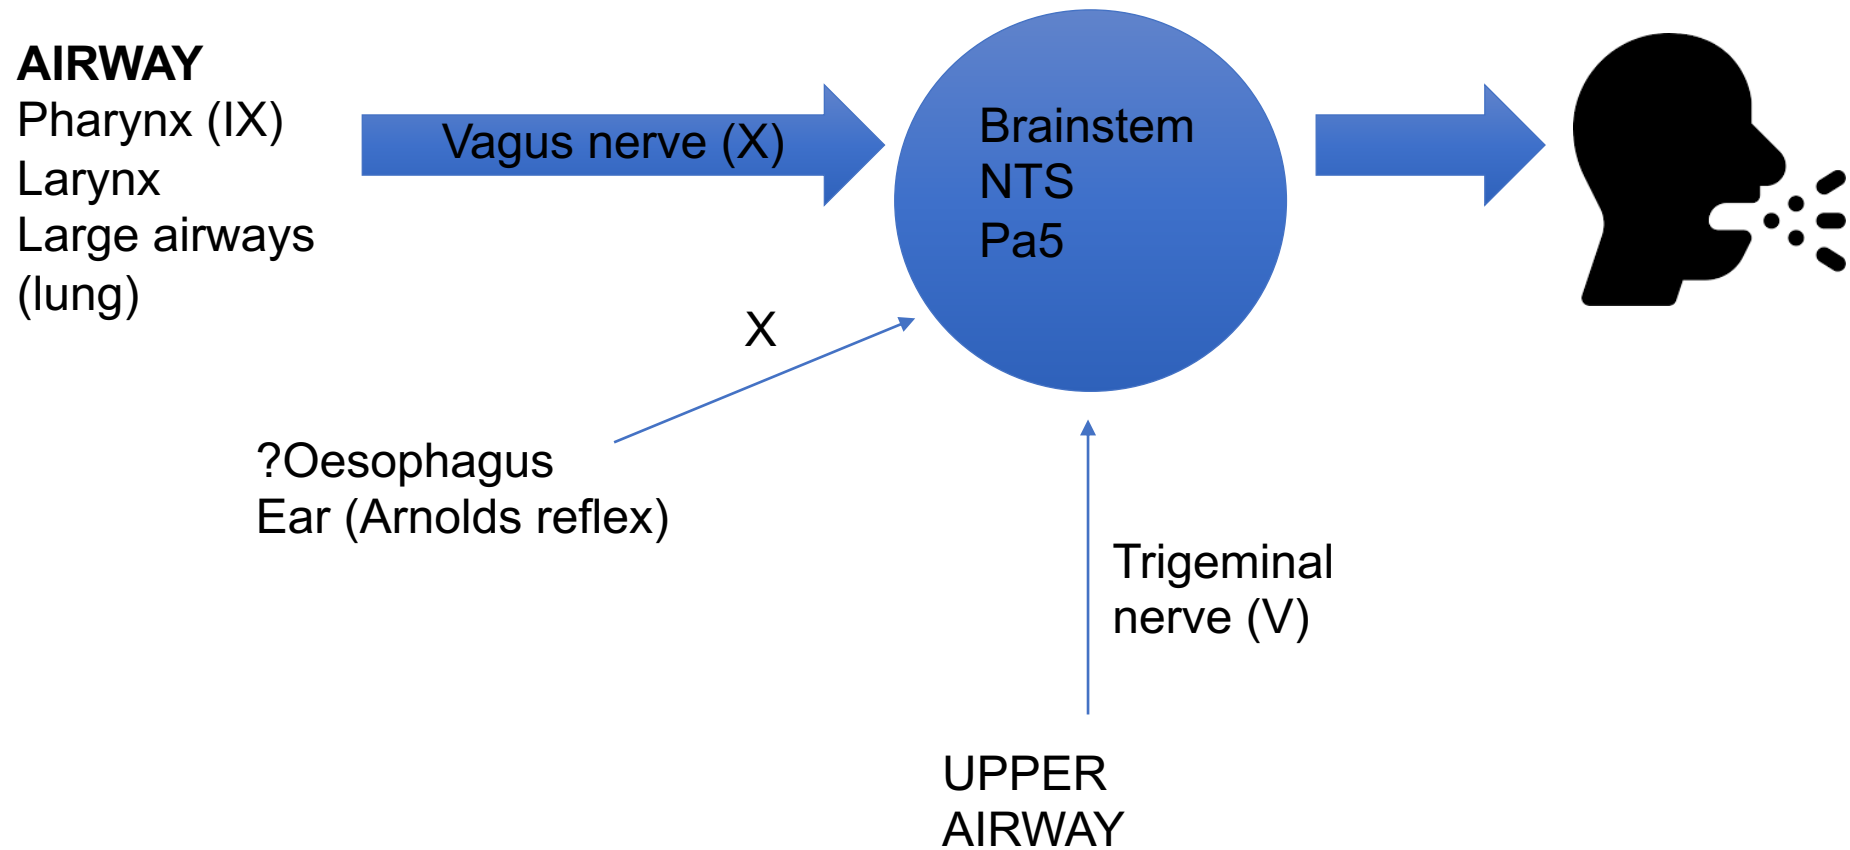 AIRWAY
Pharynx (IX)
Larynx
Large airways
(lung)
Vagus nerve (X)
Brainstem
NTS
Pa5
X
?Oesophagus
Ear (Arnolds reflex)
Trigeminal
nerve (V)
UPPER
AIRWAY